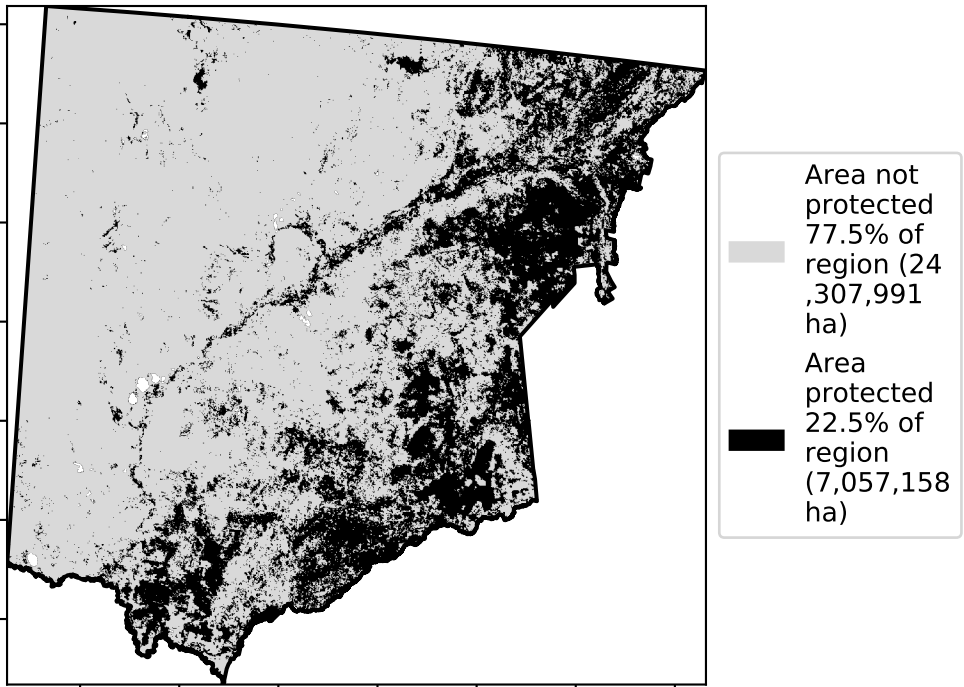 Area not
protected
77.5% of
region (24
,307,991
ha)
Area
protected
22.5% of
region
(7,057,158
ha)